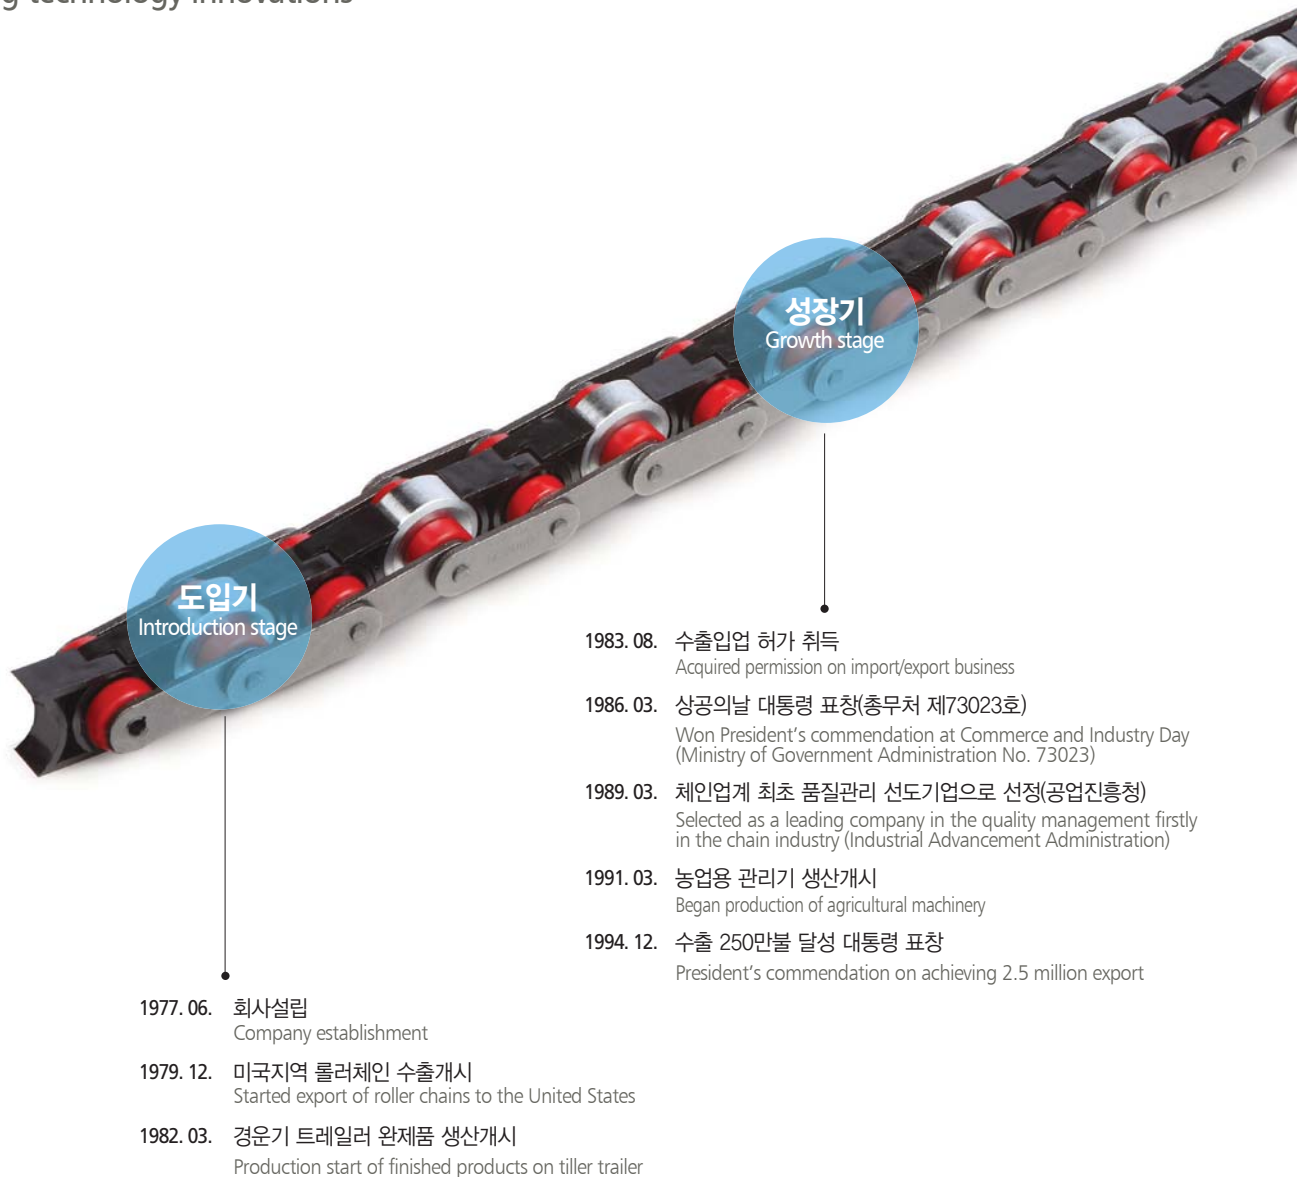 technology innovations
도입기
Introduction stage
1977. 06. 회사설립
Company establishment
1979. 12. 미국지역 롤러체인 수출개시
Started export of roller chains to the United States
1982. 03. 경운기 트레일러 완제품 생산개시
Production start of finished products on tiller trailer
성장기
Growth stage
1983. 08. 수출입업 허가 취득
Acquired permission on import/export business
1986. 03. 상공의날 대통령 표창(총무처 제73023호)
Won President's commendation at Commerce and Industry Day
(Ministry of Government Administration No. 73023)
1989. 03. 체인업계 최초 품질관리 선도기업으로 선정(공업진흥청)
Selected as a leading company in the quality management firstly
in the chain industry (Industrial Advancement Administration)
1991. 03. 농업용 관리기 생산개시
Began production of agricultural machinery
1994. 12. 수출 250만불 달성 대통령 표창
President's commendation on achieving 2.5 million export